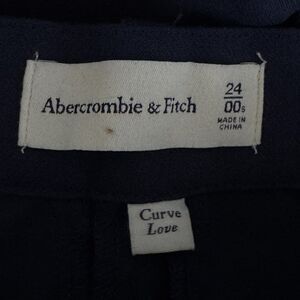 Abercrombie & Fitch
24
00s
MADE IN
CHINA
Curve
Love